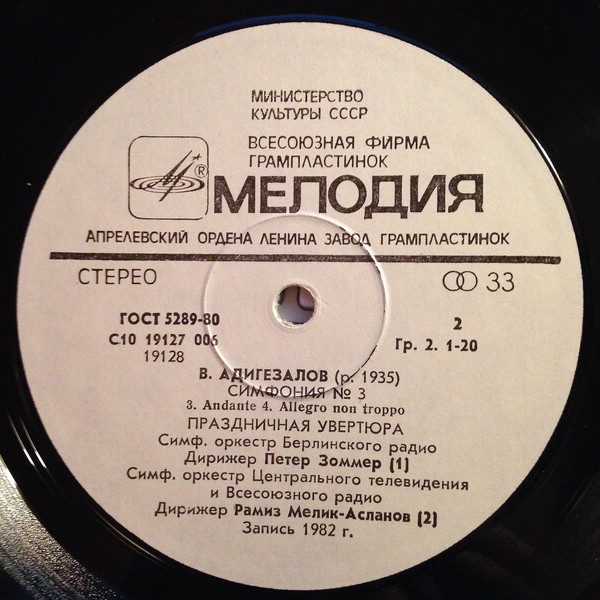 МИНИСТЕРСТВО
КУЛЬТУРЫ СССР
ВСЕСОЮЗНАЯ ФИРМА
ГРАМПЛАСТИНОК
® МЕЛОДИЯ
АПРЕЛЕВСКИЙ ОРДЕНА ЛЕНИНА ЗАВОД ГРАМПЛАСТИНОК
СТЕРЕО 33
ГОСТ 5289-80 2
С10 19127 006 Гр. 2. 1-20
19128
В. АДИГЕЗАЛОВ (р. 1935)
СИМФОНИЯ № 3
3. Andante 4. Allegro non troppo
ПРАЗДНИЧНАЯ УВЕРТЮРА
Симф. оркестр Берлинского радио
Дирижер Петер Зоммер (1)
Симф. оркестр Центрального телевидения
и Всесоюзного радио
Дирижер Рамиз Мелик-Асланов (2)
Запись 1982 г.